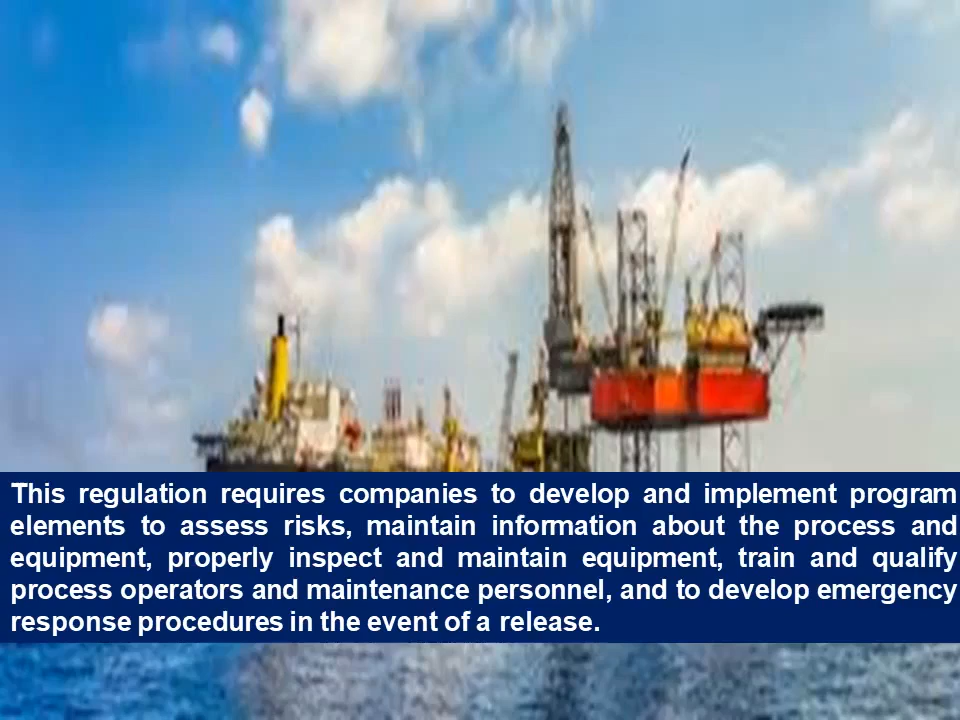 This regulation requires companies to develop and implement program
elements to assess risks, maintain information about the process and
equipment, properly inspect and maintain equipment, train and qualify
process operators and maintenance personnel, and to develop emergency
response procedures in the event of a release.